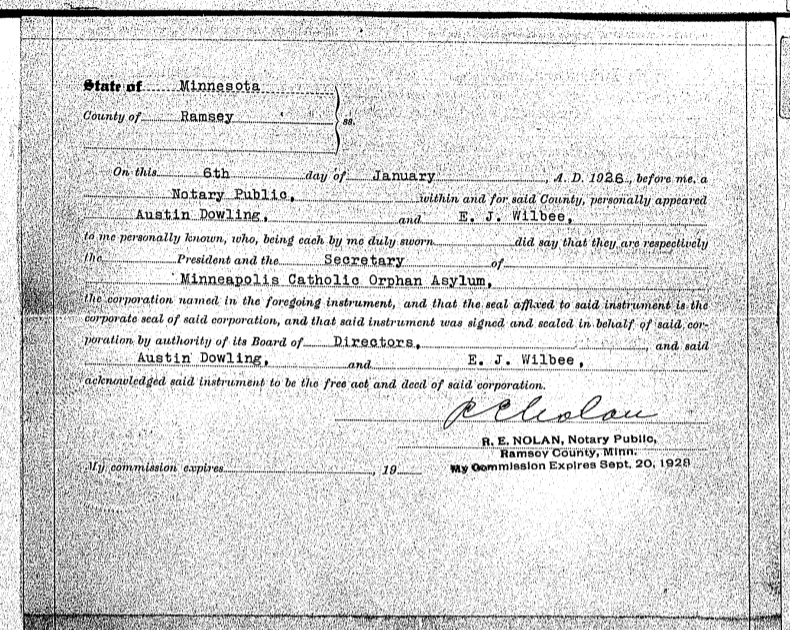 State of Minnesota
County of Ramsey ss.
On this 6th day of January, A. D. 1926, before me, a
Notary Public, within and for said County, personally appeared
Austin Dowling, and E. J. Wilbee,
to me personally known, who, being each by me duly sworn did say that they are respectively
the President and the Secretary of
Minneapolis Catholic Orphan Asylum,
the corporation named in the foregoing instrument, and that the seal affixed to said instrument is the
corporate seal of said corporation, and that said instrument was signed and sealed in behalf of said cor-
poration by authority of its Board of Directors, and said
Austin Dowling, and E. J. Wilbee,
acknowledged said instrument to be the free act and deed of said corporation.
R E Nolan
R. E. NOLAN, Notary Public,
Ramsey County, Minn.
My commission expires, 19
My Commission Expires Sept. 20, 1928